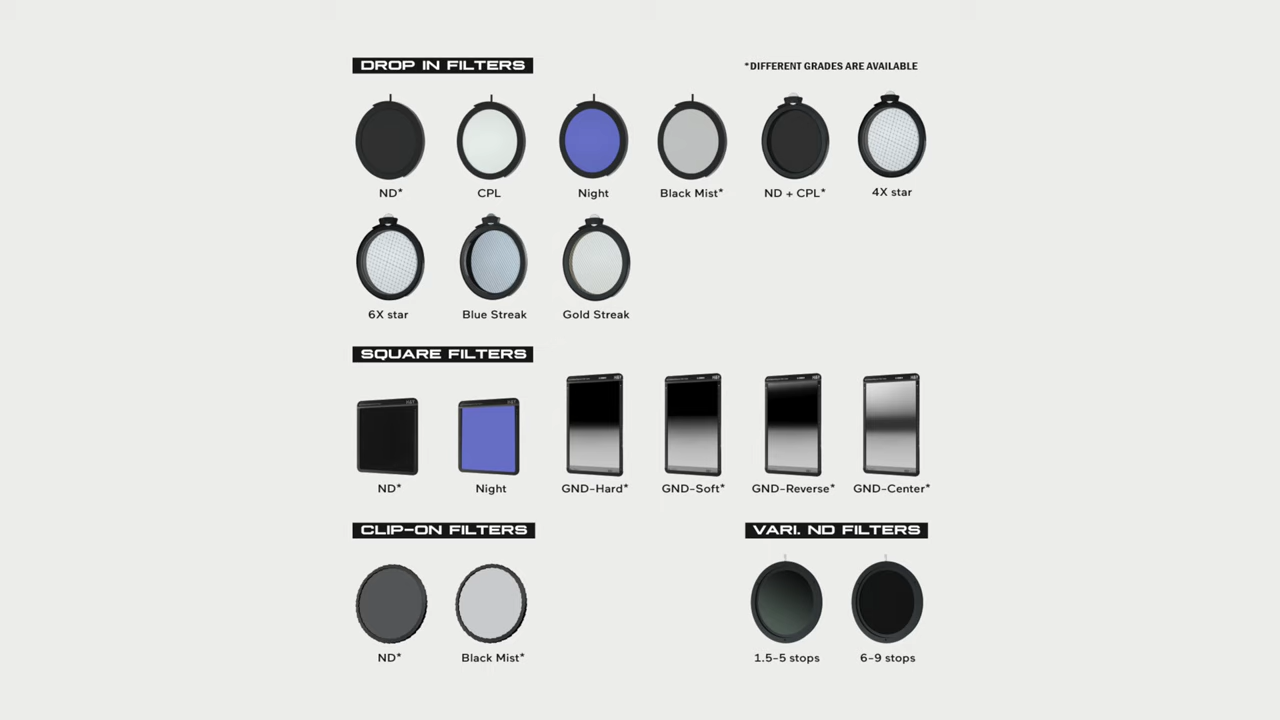 DROP IN FILTERS
*DIFFERENT GRADES ARE AVAILABLE
ND*
CPL
Night
Black Mist*
ND + CPL*
4X star
6X star
Blue Streak
Gold Streak
SQUARE FILTERS
ND*
Night
GND-Hard*
GND-Soft*
GND-Reverse*
GND-Center*
CLIP-ON FILTERS
VARI. ND FILTERS
ND*
Black Mist*
1.5-5 stops
6-9 stops